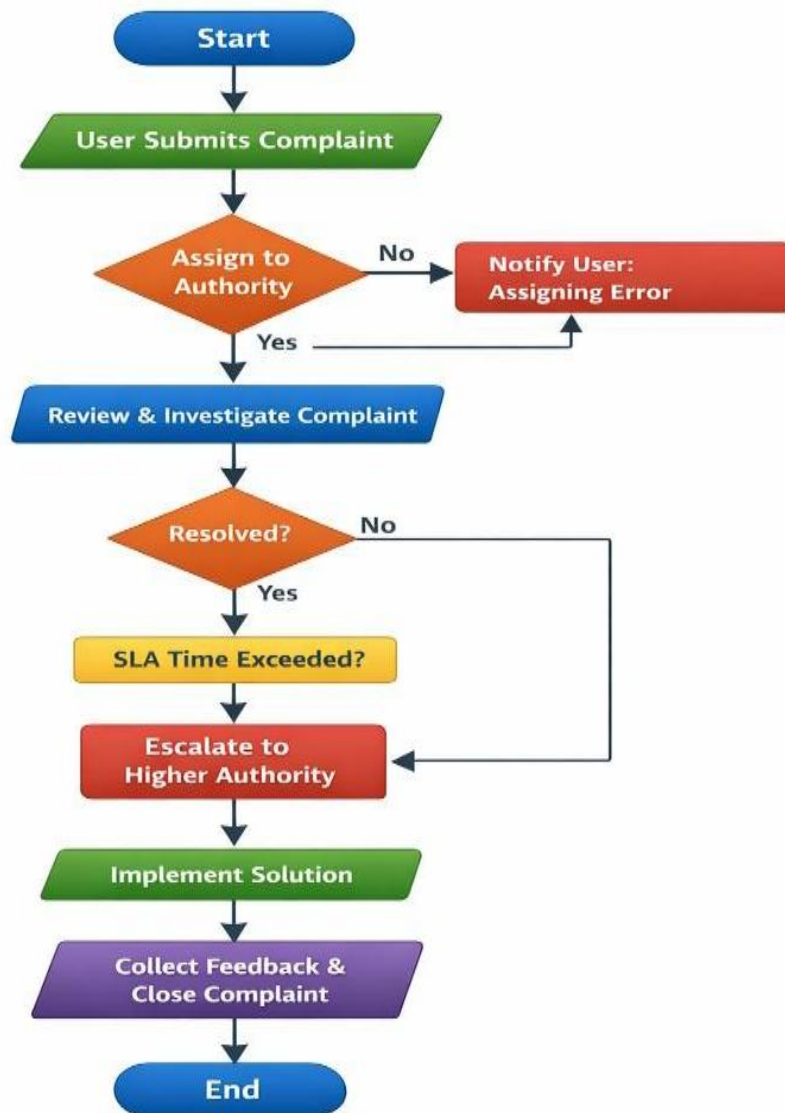 Start
User Submits Complaint
Assign to
Authority
No
Notify User:
Assigning Error
Yes
Review & Investigate Complaint
Resolved?
No
Yes
SLA Time Exceeded?
Escalate to
Higher Authority
Implement Solution
Collect Feedback &
Close Complaint
End